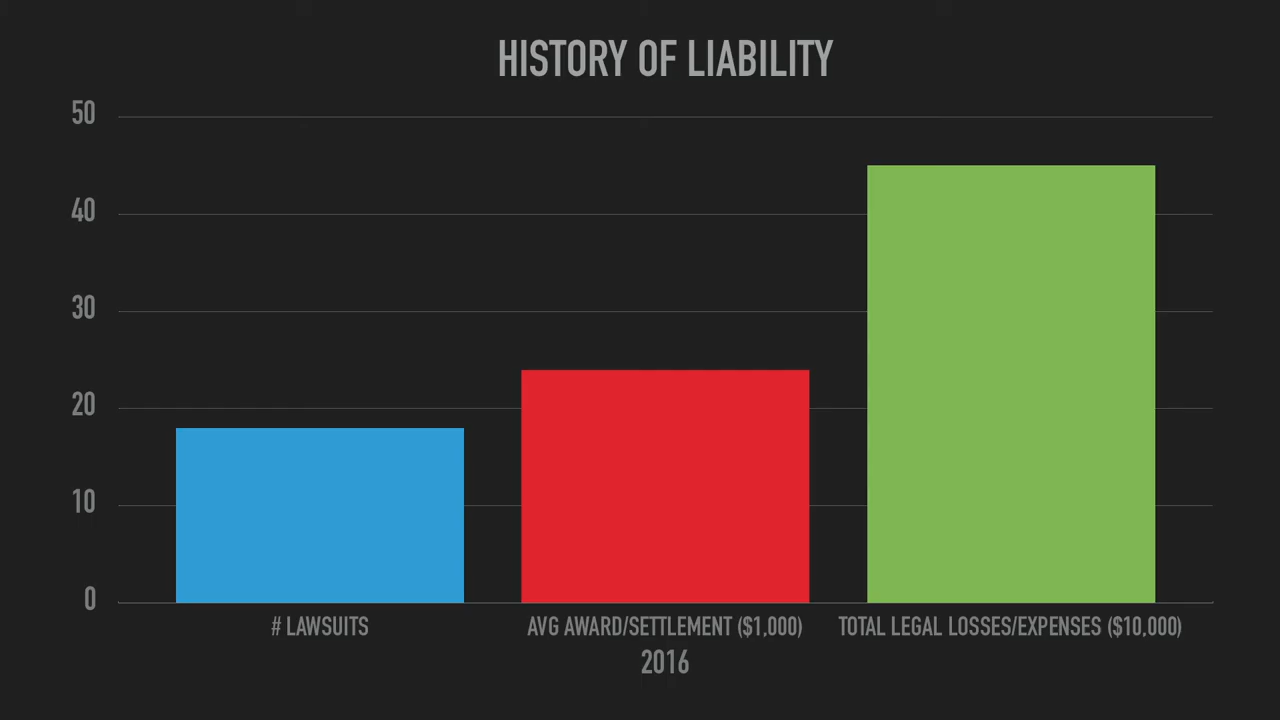 HISTORY OF LIABILITY
50
40
30
20
10
0
# LAWSUITS
AVG AWARD/SETTLEMENT ($1,000)
TOTAL LEGAL LOSSES/EXPENSES ($10,000)
2016